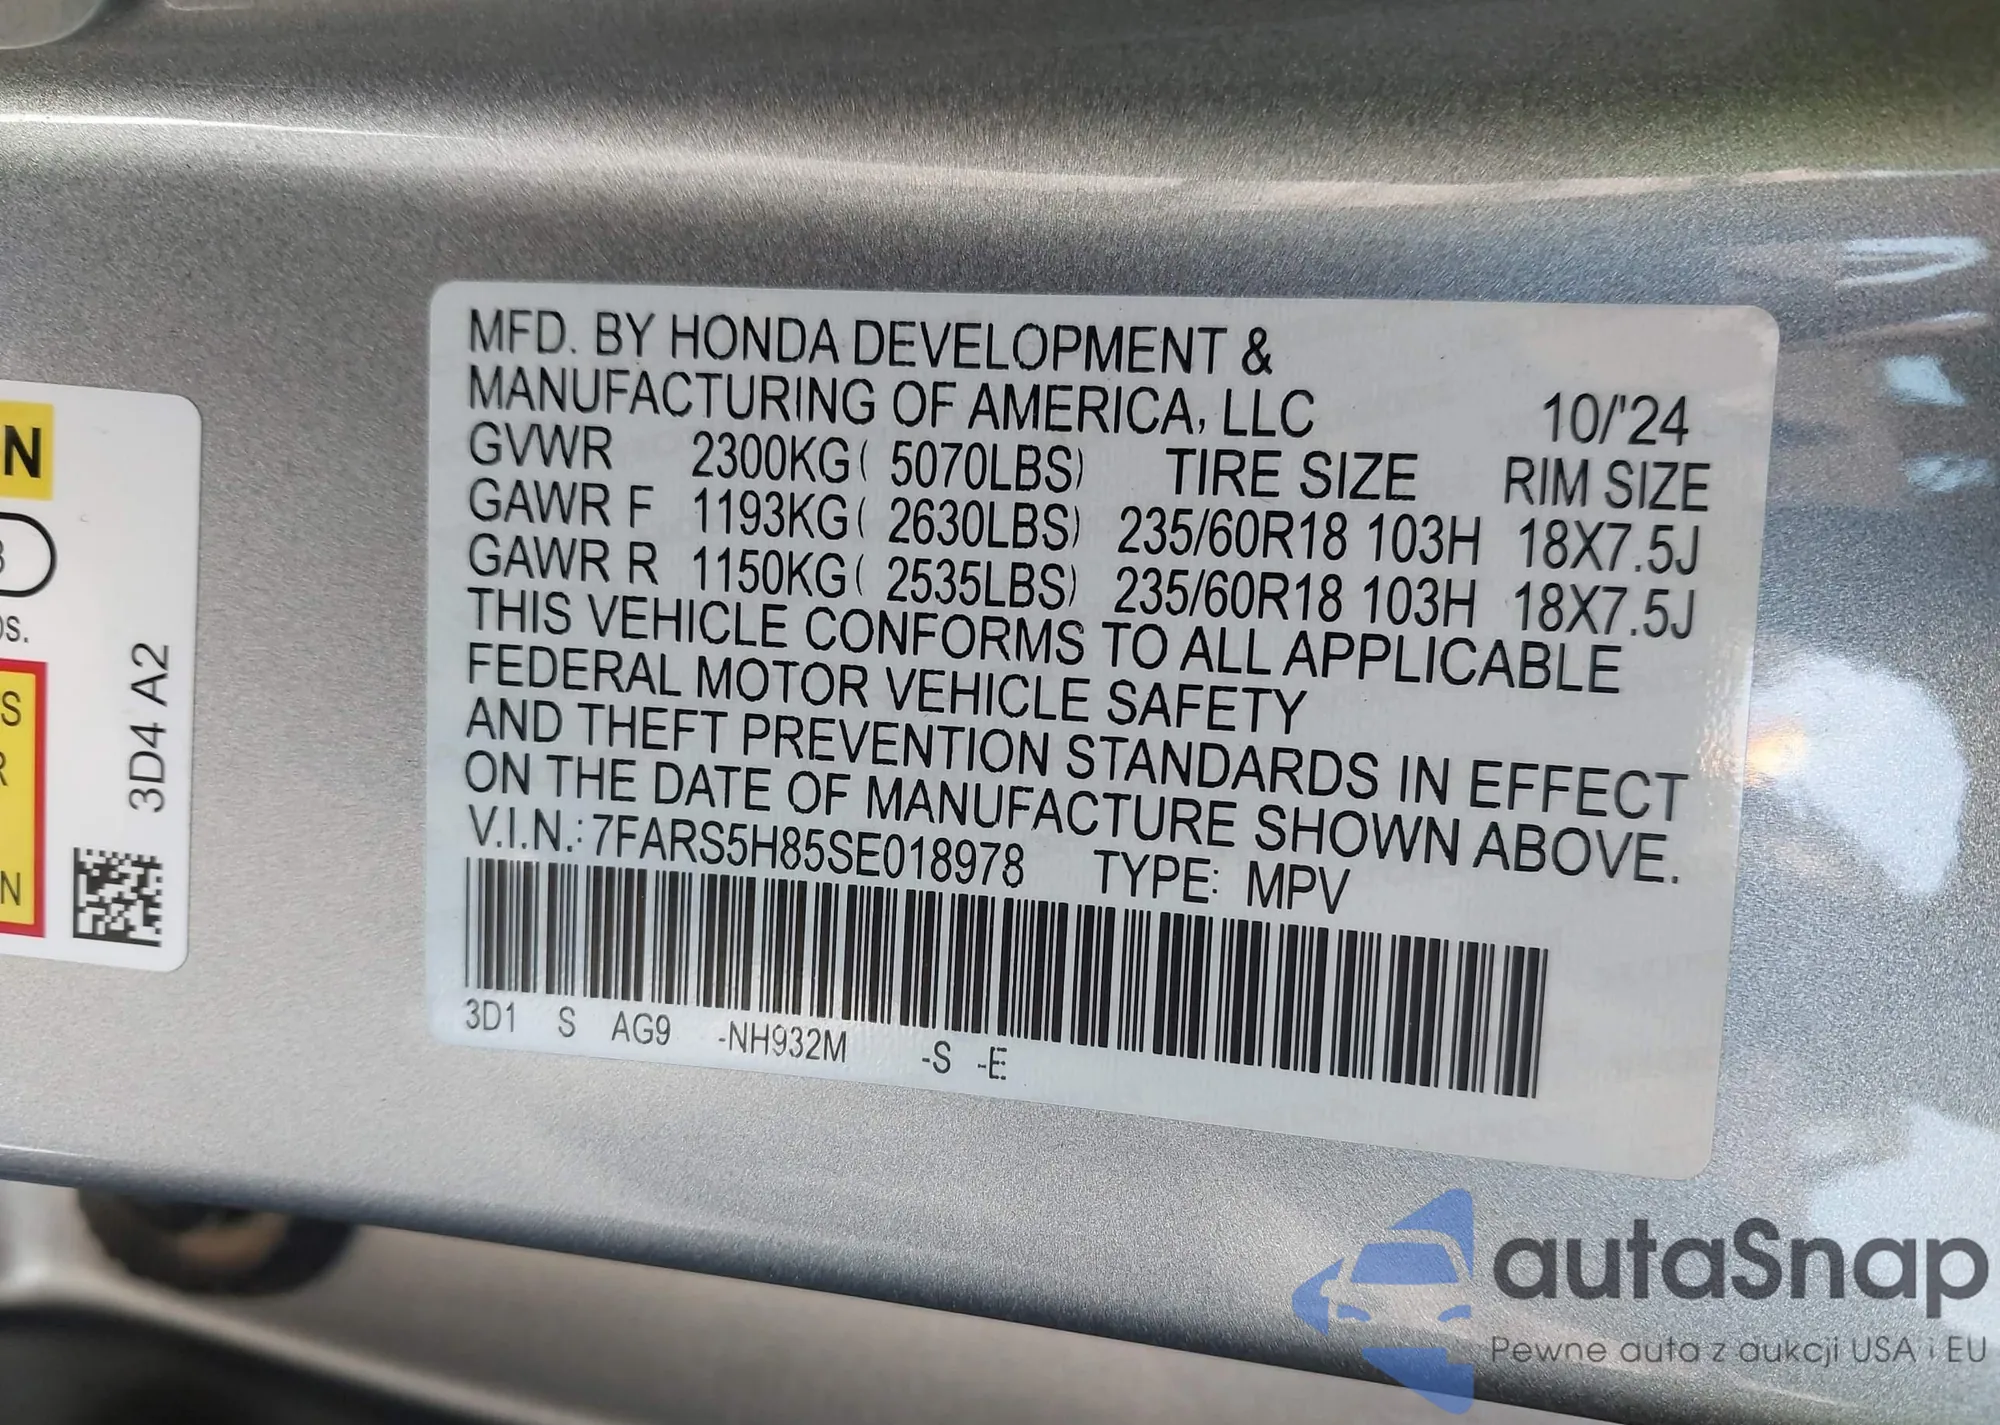 N
3
OS.
S
R
N
3D4 A2
MFD. BY HONDA DEVELOPMENT &
MANUFACTURING OF AMERICA, LLC 10/'24
GVWR 2300KG( 5070LBS) TIRE SIZE RIM SIZE
GAWR F 1193KG( 2630LBS) 235/60R18 103H 18X7.5J
GAWR R 1150KG( 2535LBS) 235/60R18 103H 18X7.5J
THIS VEHICLE CONFORMS TO ALL APPLICABLE
FEDERAL MOTOR VEHICLE SAFETY
AND THEFT PREVENTION STANDARDS IN EFFECT
ON THE DATE OF MANUFACTURE SHOWN ABOVE.
V.I.N.: 7FARS5H85SE018978 TYPE: MPV
3D1 S AG9 -NH932M -S -E
autaSnap
Pewne auta z aukcji USA i EU